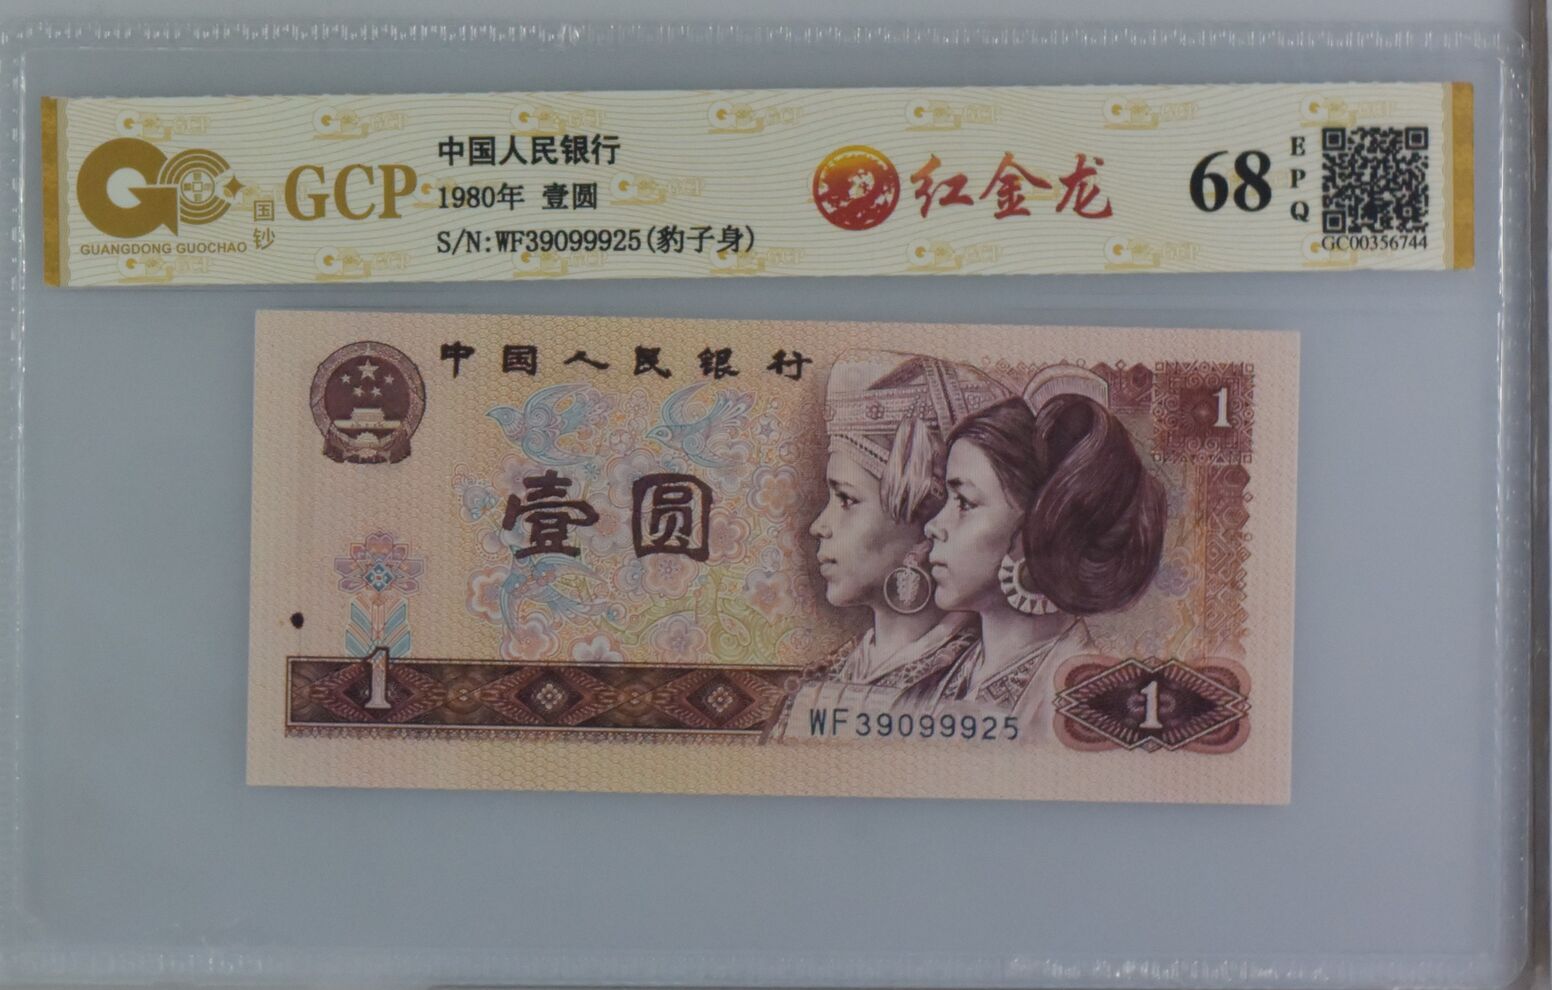 GCP
国钞
GUANGDONG GUOCHAO
中国人民银行
1980年 壹圆
S/N:WF39099925(豹子身)
红金龙
68
EPQ
GC00356744
中国人民银行
1
壹圆
1
WF39099925
1